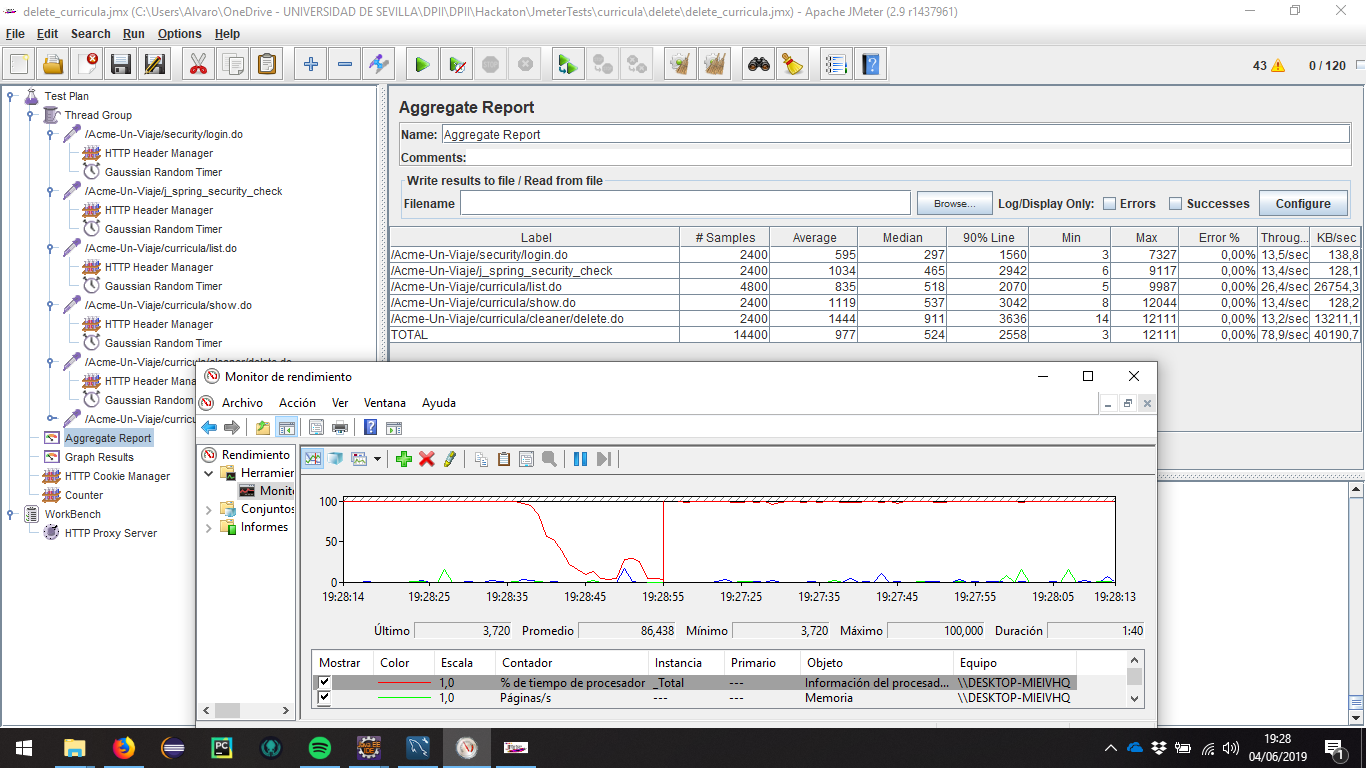 delete_curricula.jmx (C:\Users\Alvaro\OneDrive - UNIVERSIDAD DE SEVILLA\DPII\DPII\Hackaton\JmeterTests\curricula\delete\delete_curricula.jmx) - Apache JMeter (2.9 r1437961)
File Edit Search Run Options Help
43 0 / 120
Test Plan
Thread Group
/Acme-Un-Viaje/security/login.do
HTTP Header Manager
Gaussian Random Timer
/Acme-Un-Viaje/j_spring_security_check
HTTP Header Manager
Gaussian Random Timer
/Acme-Un-Viaje/curricula/list.do
HTTP Header Manager
Gaussian Random Timer
/Acme-Un-Viaje/curricula/show.do
HTTP Header Manager
Gaussian Random Timer
/Acme-Un-Viaje/curricula/cleaner/delete.do
HTTP Header Mana
Gaussian Random
/Acme-Un-Viaje/curricu
Aggregate Report
Graph Results
HTTP Cookie Manager
Counter
WorkBench
HTTP Proxy Server
Aggregate Report
Name: Aggregate Report
Comments:
Write results to file / Read from file
Filename Browse... Log/Display Only: Errors Successes Configure
Label # Samples Average Median 90% Line Min Max Error % Throug... KB/sec
/Acme-Un-Viaje/security/login.do 2400 595 297 1560 3 7327 0,00% 13,5/sec 138,8
/Acme-Un-Viaje/j_spring_security_check 2400 1034 465 2942 6 9117 0,00% 13,4/sec 128,1
/Acme-Un-Viaje/curricula/list.do 4800 835 518 2070 5 9987 0,00% 26,4/sec 26754,3
/Acme-Un-Viaje/curricula/show.do 2400 1119 537 3042 8 12044 0,00% 13,4/sec 128,2
/Acme-Un-Viaje/curricula/cleaner/delete.do 2400 1444 911 3636 14 12111 0,00% 13,2/sec 13211,1
TOTAL 14400 977 524 2558 3 12111 0,00% 78,9/sec 40190,7
Monitor de rendimiento
Archivo Acción Ver Ventana Ayuda
Rendimiento
Herramien
Monito
Conjuntos
Informes
100
50
0
19:28:14 19:28:25 19:28:35 19:28:45 19:28:55 19:27:25 19:27:35 19:27:45 19:27:55 19:28:05 19:28:13
Último 3,720 Promedio 86,438 Mínimo 3,720 Máximo 100,000 Duración 1:40
Mostrar Color Escala Contador Instancia Primario Objeto Equipo
1,0 % de tiempo de procesador _Total --- Información del procesad... \\DESKTOP-MIEIVHQ
1,0 Páginas/s --- --- Memoria \\DESKTOP-MIEIVHQ
19:28
04/06/2019
1